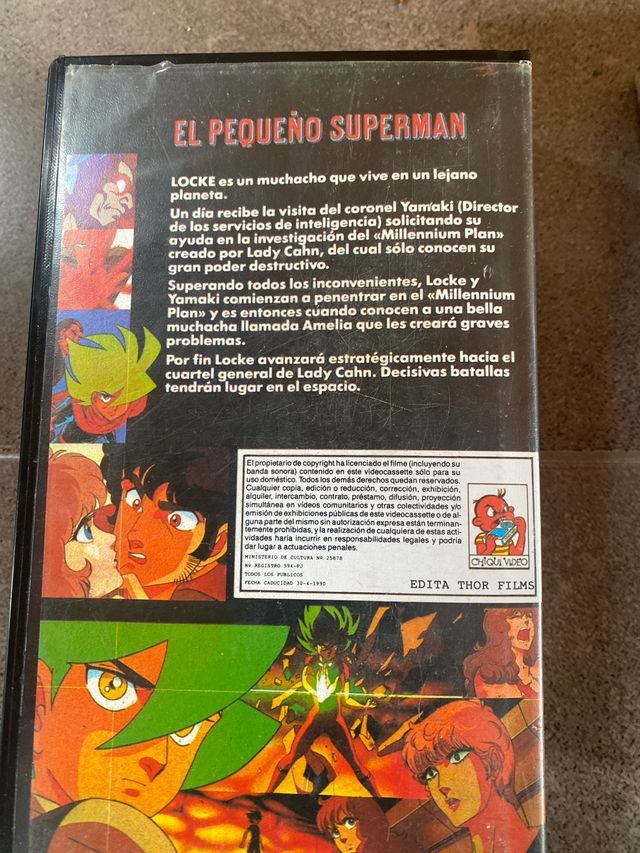 EL PEQUEÑO SUPERMAN
LOCKE es un muchacho que vive en un lejano
planeta.
Un día recibe la visita del coronel Yamaki (Director
de los servicios de inteligencia) solicitando su
ayuda en la investigación del «Millennium Plan»
creado por Lady Cahn, del cual sólo conocen su
gran poder destructivo.
Superando todos los inconvenientes, Locke y
Yamaki comienzan a penentrar en el «Millennium
Plan» y es entonces cuando conocen a una bella
muchacha llamada Amelia que les creará graves
problemas.
Por fin Locke avanzará estratégicamente hacia el
cuartel general de Lady Cahn. Decisivas batallas
tendrán lugar en el espacio.
El propietario de copyright ha licenciado el filme (incluyendo su
banda sonora) contenido en este videocassette sólo para su
uso doméstico. Todos los demás derechos quedan reservados.
Cualquier copia, edición o reducción, corrección, exhibición,
alquiler, intercambio, contrato, préstamo, difusión, proyección
simultánea en vídeos comunitarios y otras colectividades y/o
emisión de exhibiciones públicas de este videocassette o de al-
guna parte del mismo sin autorización expresa están terminan-
temente prohibidas, y la realización de cualquiera de estas acti-
vidades haría incurrir en responsabilidades legales y podría
dar lugar a actuaciones penales.
MINISTERIO DE CULTURA Nº 25878
Nº REGISTRO 594-PJ
TODOS LOS PUBLICOS
FECHA CADUCIDAD 30-4-1990
CHIQUI VIDEO
EDITA THOR FILMS